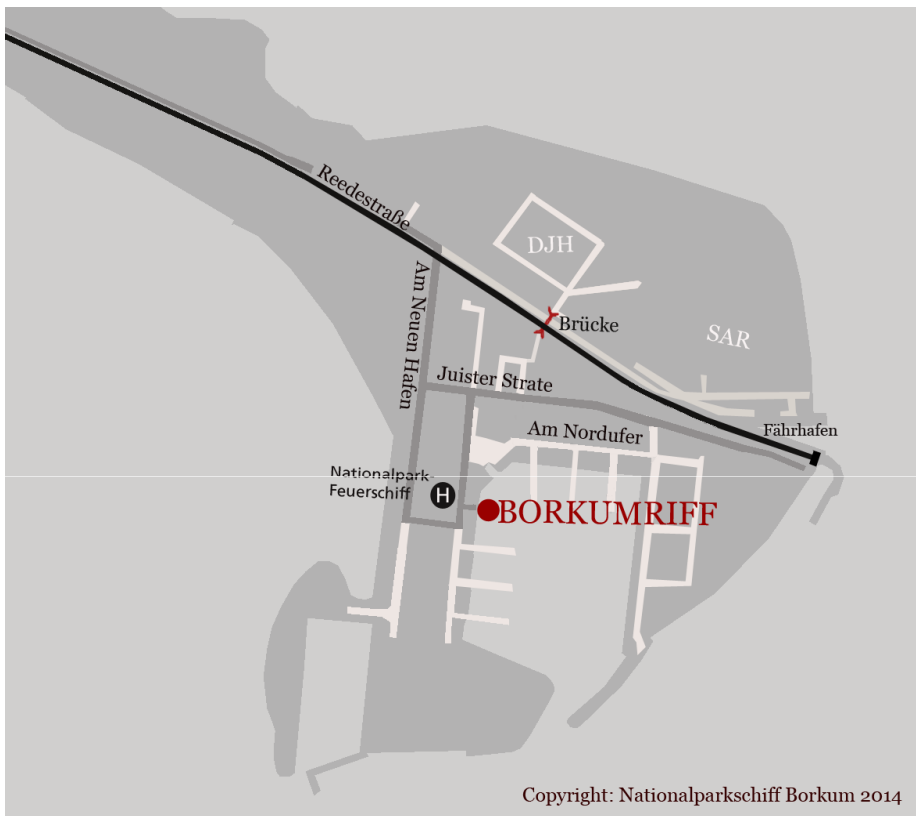 Reedestraße
DJH
Am Neuen Hafen
Brücke
SAR
Juister Strate
Fährhafen
Am Nordufer
Nationalpark-
Feuerschiff
H
BORKUMRIFF
Copyright: Nationalparkschiff Borkum 2014